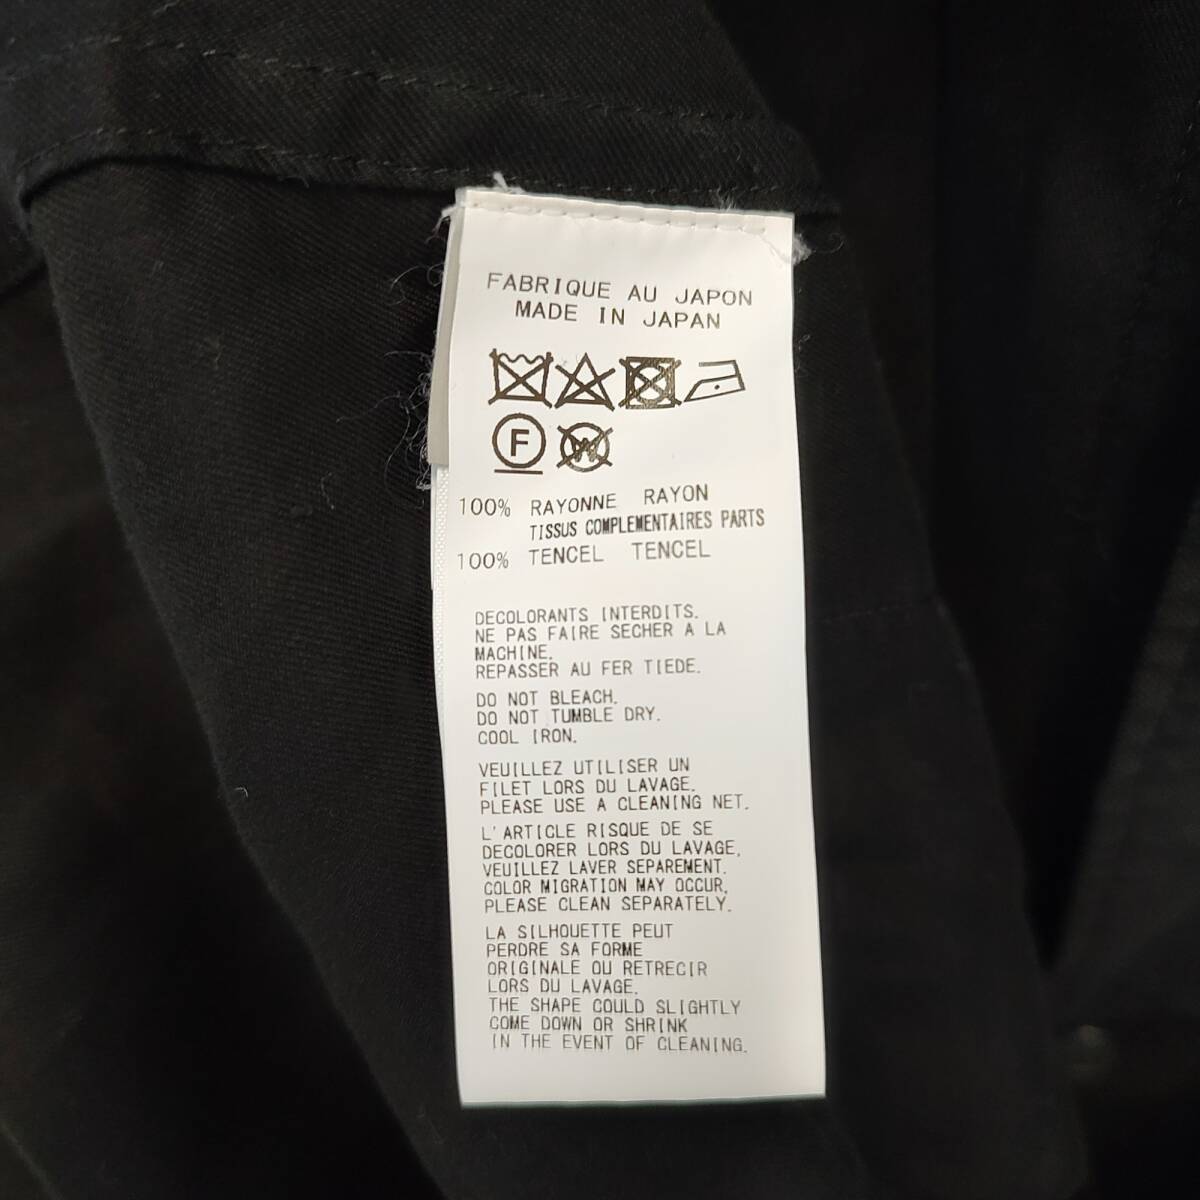 FABRIQUE AU JAPON
MADE IN JAPAN
F W
100% RAYONNE RAYON
TISSUS COMPLEMENTAIRES PARTS
100% TENCEL TENCEL
DECOLORANTS INTERDITS.
NE PAS FAIRE SECHER A LA
MACHINE.
REPASSER AU FER TIEDE.
DO NOT BLEACH.
DO NOT TUMBLE DRY.
COOL IRON.
VEUILLEZ UTILISER UN
FILET LORS DU LAVAGE.
PLEASE USE A CLEANING NET.
L'ARTICLE RISQUE DE SE
DECOLORER LORS DU LAVAGE,
VEUILLEZ LAVER SEPAREMENT.
COLOR MIGRATION MAY OCCUR,
PLEASE CLEAN SEPARATELY.
LA SILHOUETTE PEUT
PERDRE SA FORME
ORIGINALE OU RETRECIR
LORS DU LAVAGE.
THE SHAPE COULD SLIGHTLY
COME DOWN OR SHRINK
IN THE EVENT OF CLEANING.